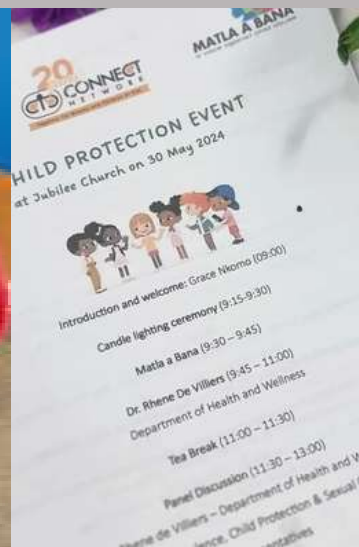 20
CONNECT
NETWORK
MATLA A BANA
HILD PROTECTION EVENT
at Jubilee Church on 30 May 2024
Introduction and welcome: Grace Nkomo (09:00)
Candle lighting ceremony (9:15-9:30)
Matla a Bana (9:30 – 9:45)
Dr. Rhene De Villiers (9:45 – 11:00)
Department of Health and Wellness
Tea Break (11:00 – 11:30)
Panel Discussion (11:30 – 13:00)
hene de Villiers – Department of Health and W
lence, Child Protection & Sexual
entatives